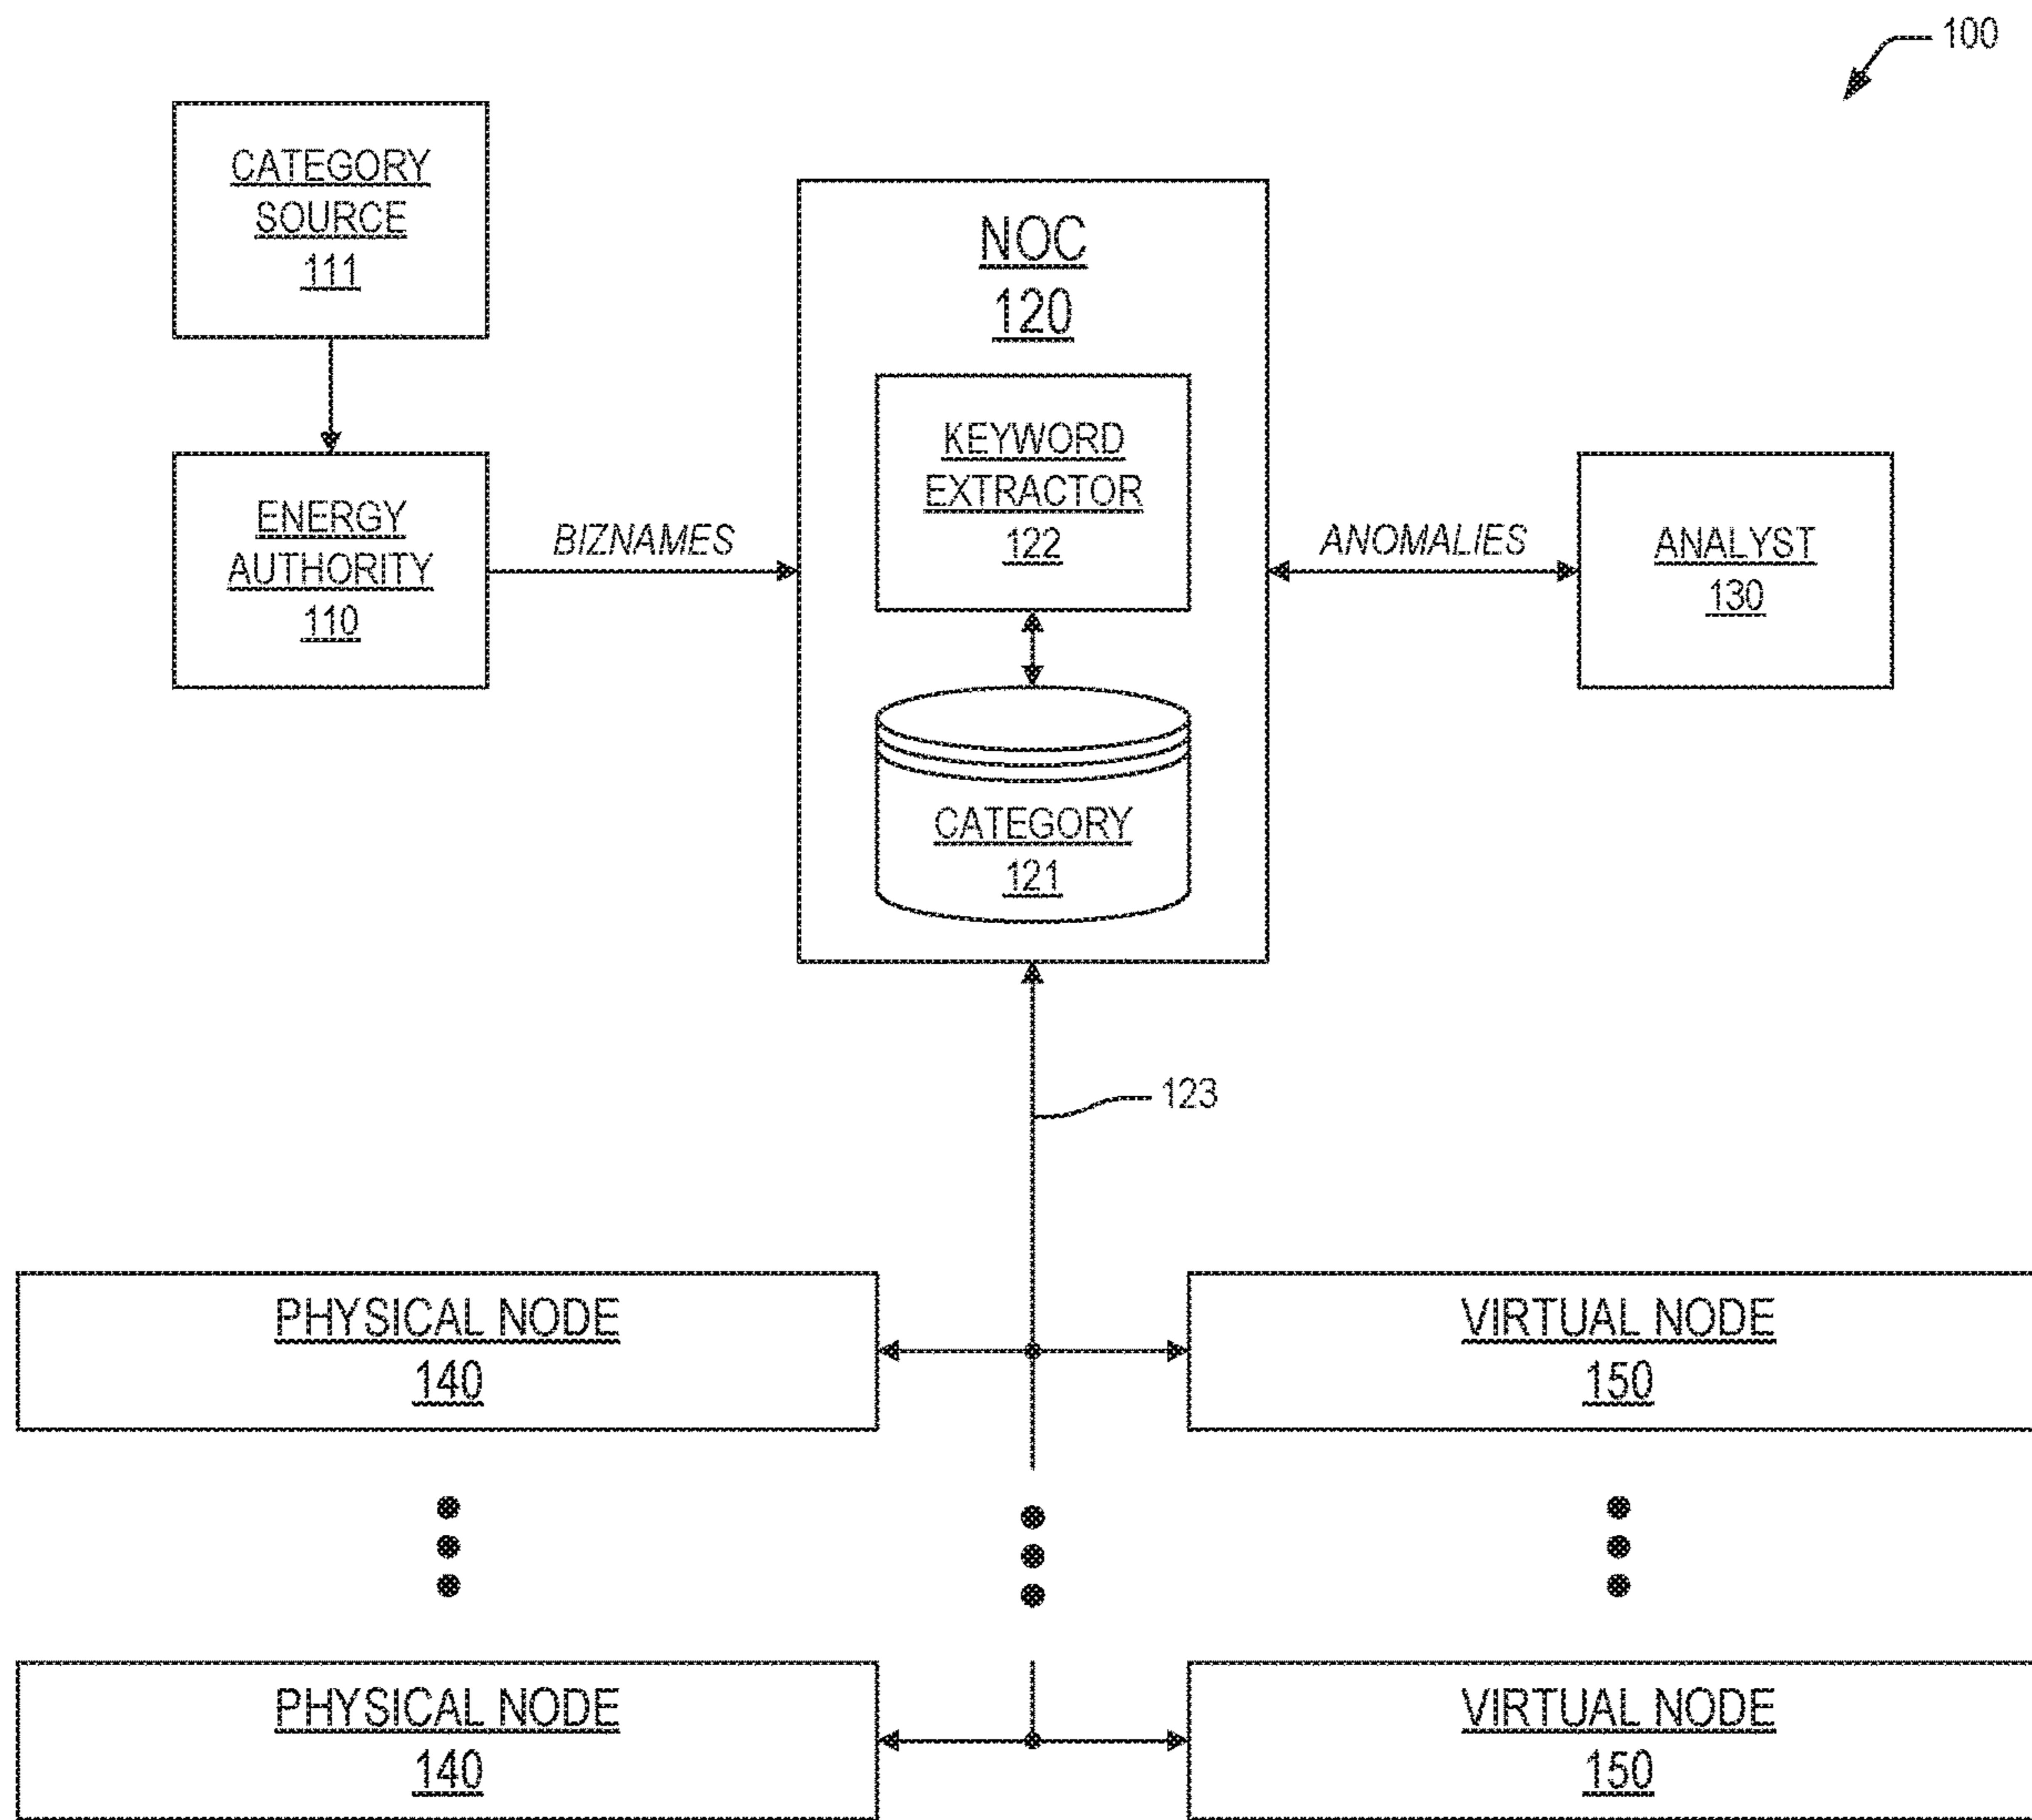 100
CATEGORY
SOURCE
111
NOC
120
KEYWORD
EXTRACTOR
122
ENERGY
AUTHORITY
110
BIZNAMES
ANOMALIES
ANALYST
130
CATEGORY
121
123
PHYSICAL NODE
140
VIRTUAL NODE
150
PHYSICAL NODE
140
VIRTUAL NODE
150